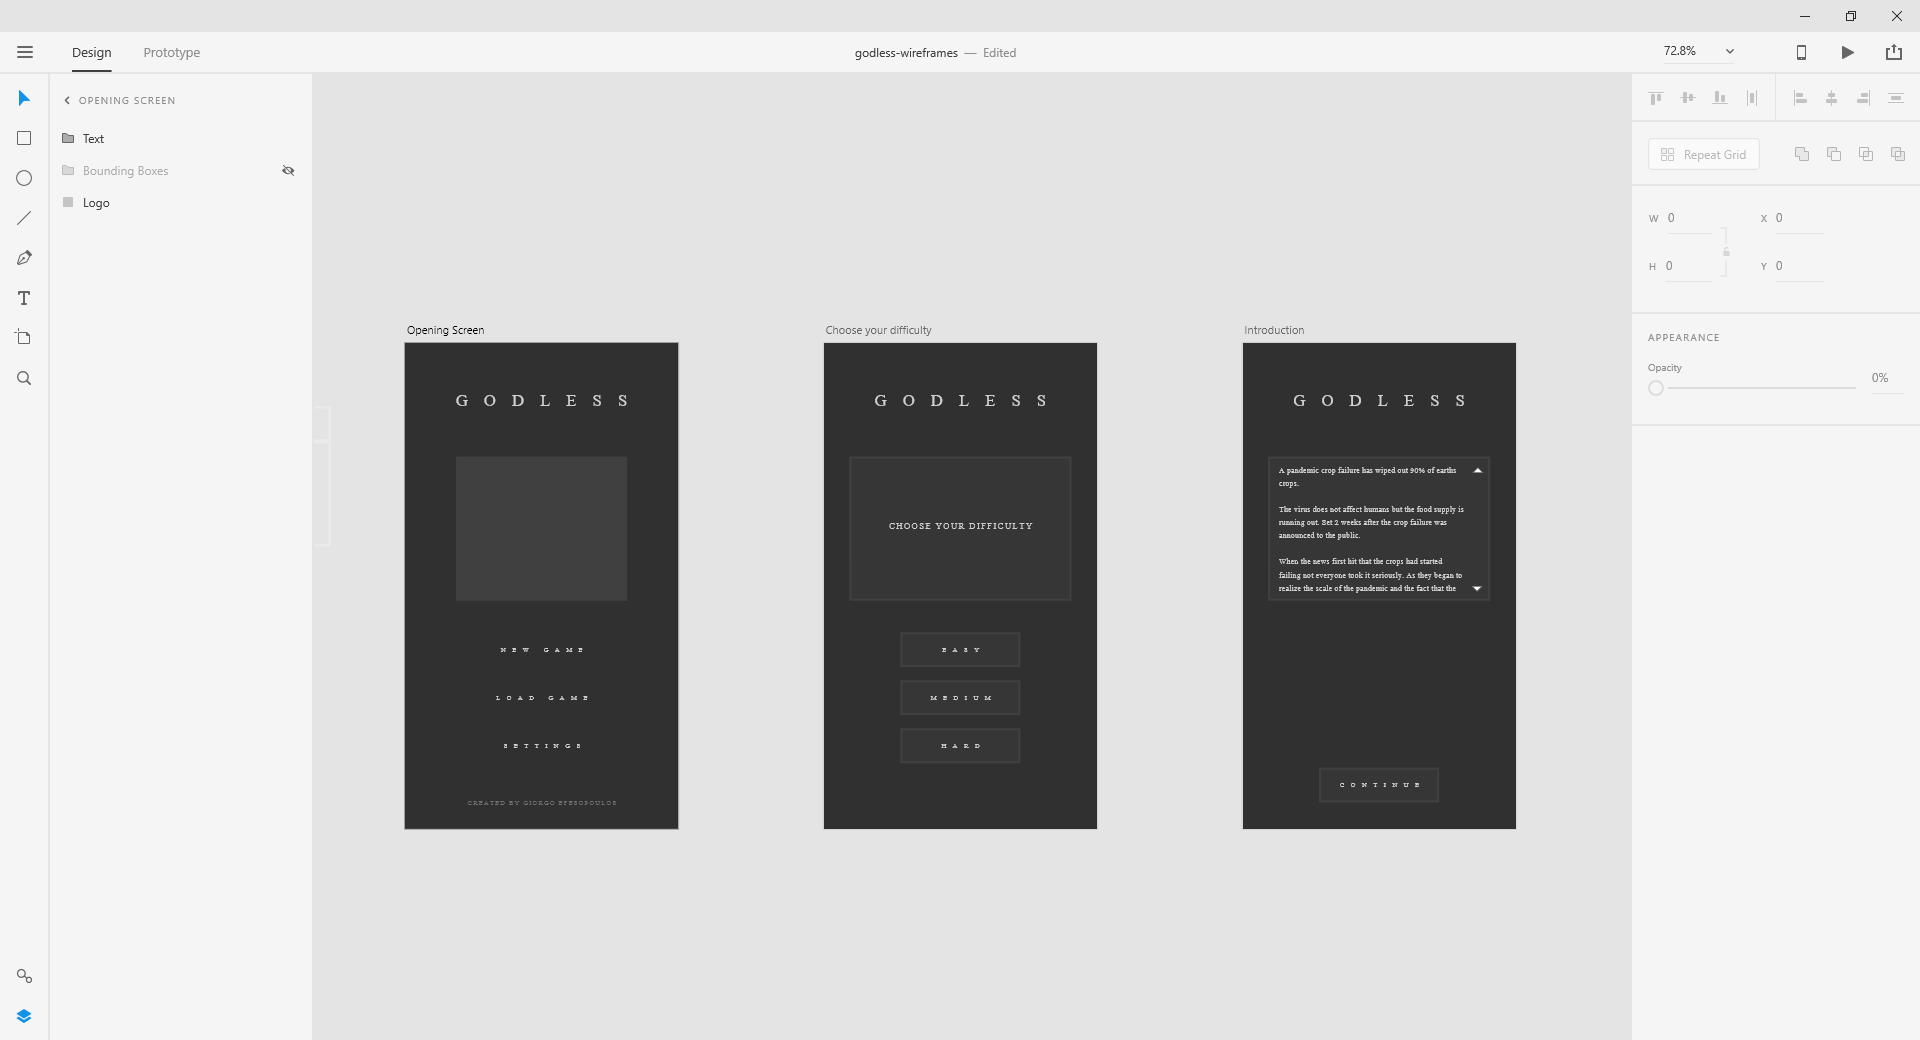 Design
Prototype
godless-wireframes — Edited
72.8%
OPENING SCREEN
Text
Bounding Boxes
Logo
Opening Screen
GODLESS
NEW GAME
LOAD GAME
SETTINGS
CREATED BY GIORGO EFESOPOULOS
Choose your difficulty
GODLESS
CHOOSE YOUR DIFFICULTY
EASY
MEDIUM
HARD
Introduction
GODLESS
A pandemic crop failure has wiped out 90% of earths
crops.
The virus does not affect humans but the food supply is
running out. Set 2 weeks after the crop failure was
announced to the public.
When the news first hit that the crops had started
failing not everyone took it seriously. As they began to
realize the scale of the pandemic and the fact that the
CONTINUE
Repeat Grid
W 0
X 0
H 0
Y 0
APPEARANCE
Opacity
0%